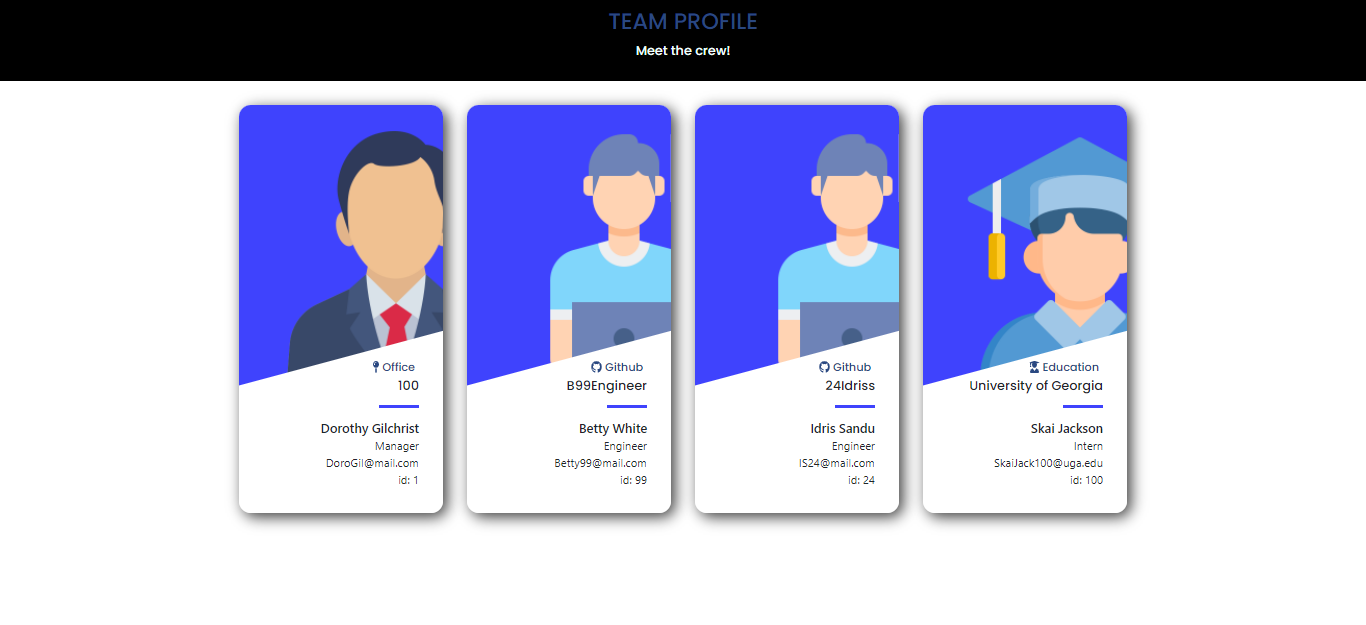 TEAM PROFILE
Meet the crew!
Office
100
Dorothy Gilchrist
Manager
DoroGil@mail.com
id: 1
Github
B99Engineer
Betty White
Engineer
Betty99@mail.com
id: 99
Github
24Idriss
Idris Sandu
Engineer
IS24@mail.com
id: 24
Education
University of Georgia
Skai Jackson
Intern
SkaiJack100@uga.edu
id: 100